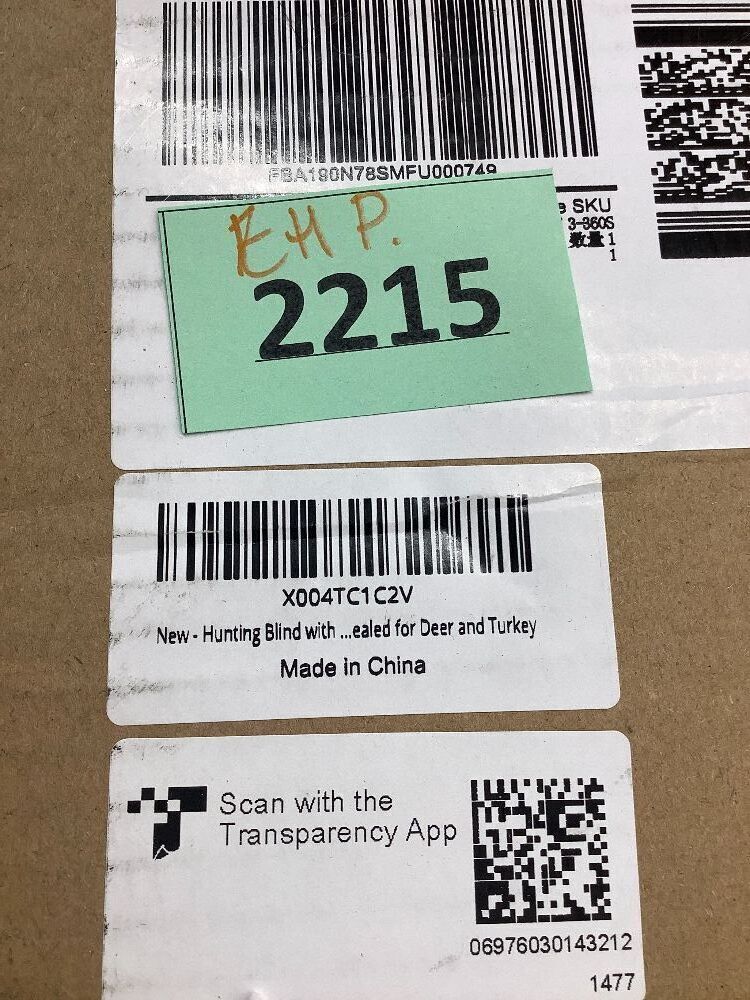 FBA190N78SMFU000749
SKU
3-360S
数量 1
1
EHP.
2215
X004TC1C2V
New - Hunting Blind with ...ealed for Deer and Turkey
Made in China
Scan with the
Transparency App
06976030143212
1477